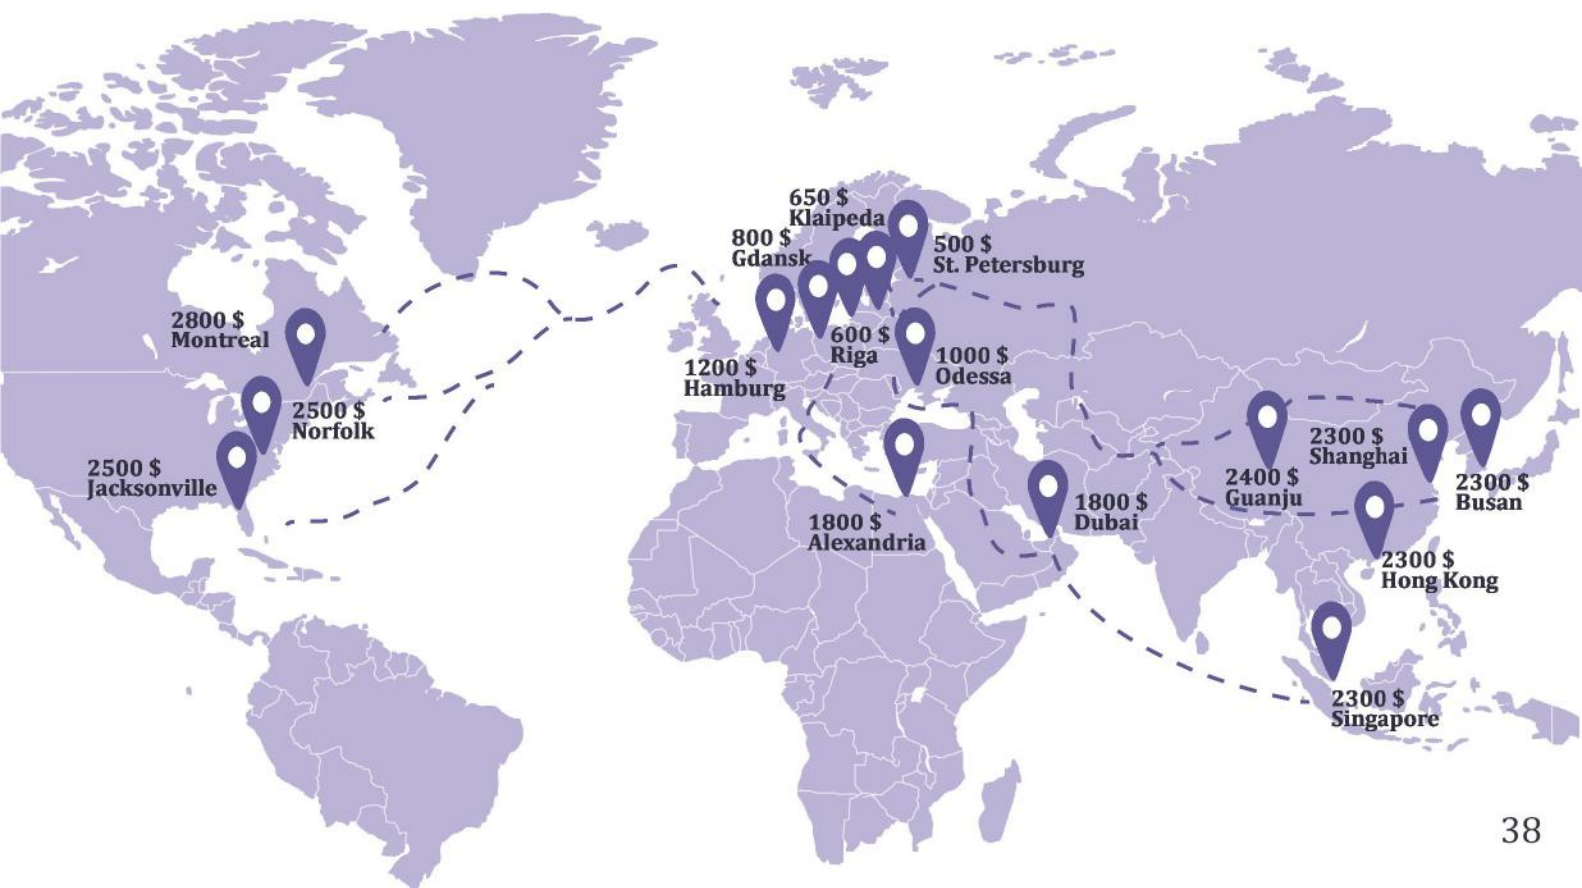 650 $
Klaipeda
800 $
Gdansk
500 $
St. Petersburg
2800 $
Montreal
600 $
Riga
1000 $
Odessa
1200 $
Hamburg
2500 $
Norfolk
2300 $
Shanghai
2500 $
Jacksonville
2400 $
Guanju
2300 $
Busan
1800 $
Dubai
1800 $
Alexandria
2300 $
Hong Kong
2300 $
Singapore
38